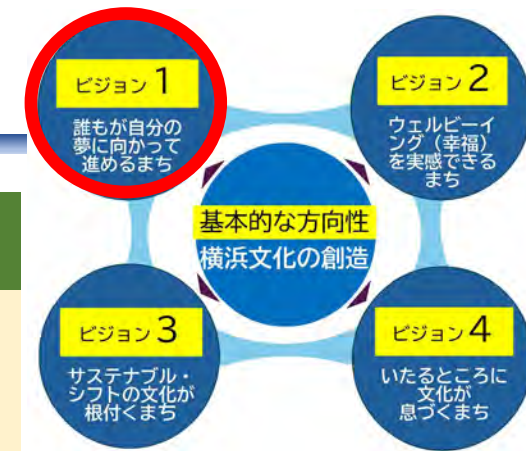 ビジョン 1
誰もが自分の
夢に向かって
進めるまち
ビジョン 2
ウェルビーイ
ング（幸福）
を実感できる
まち
基本的な方向性
横浜文化の創造
ビジョン 3
サステナブル・
シフトの文化が
根付くまち
ビジョン 4
いたるところに
文化が
息づくまち